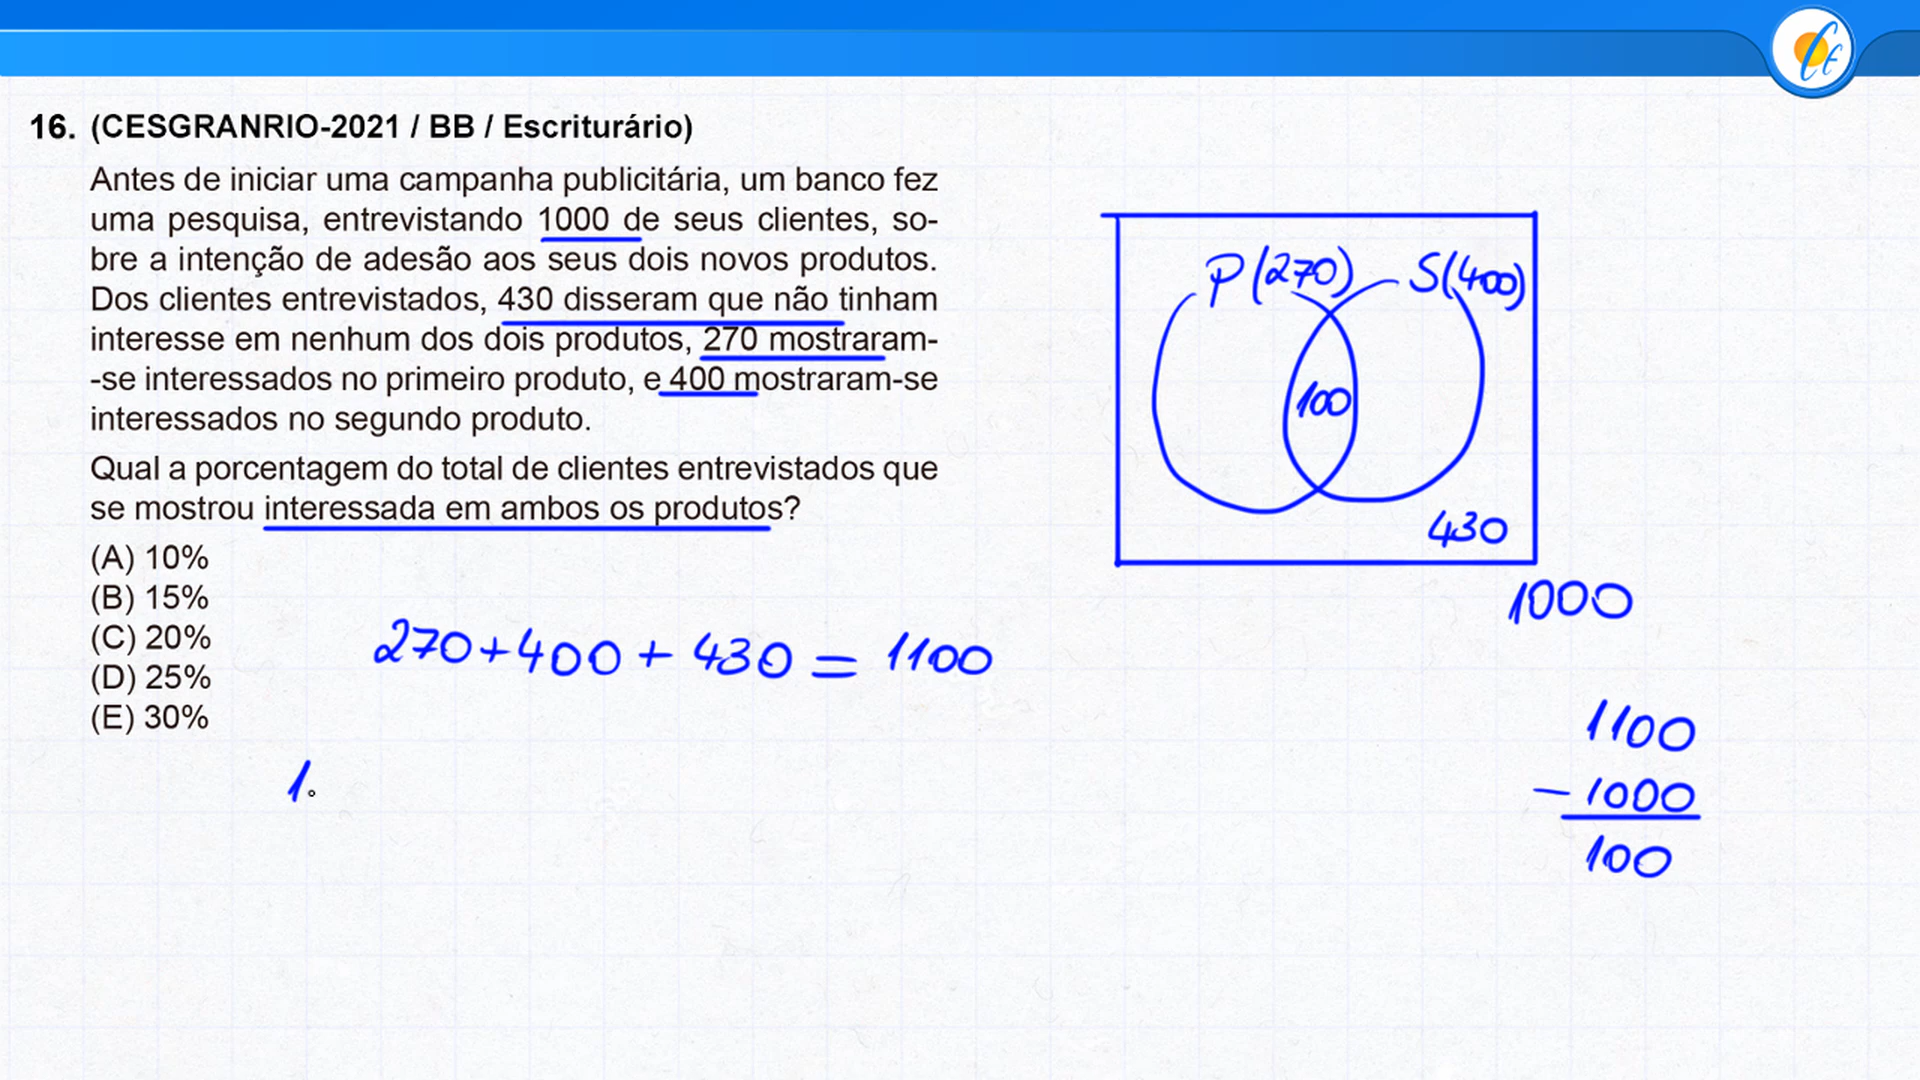 16. (CESGRANRIO-2021 / BB / Escriturário)
Antes de iniciar uma campanha publicitária, um banco fez
uma pesquisa, entrevistando 1000 de seus clientes, so-
bre a intenção de adesão aos seus dois novos produtos.
Dos clientes entrevistados, 430 disseram que não tinham
interesse em nenhum dos dois produtos, 270 mostraram-
-se interessados no primeiro produto, e 400 mostraram-se
interessados no segundo produto.
Qual a porcentagem do total de clientes entrevistados que
se mostrou interessada em ambos os produtos?
(A) 10%
(B) 15%
(C) 20%
(D) 25%
(E) 30%
270+400+430=1100
1.
P(270) S(400)
100
430
1000
1100
-1000
100
CE